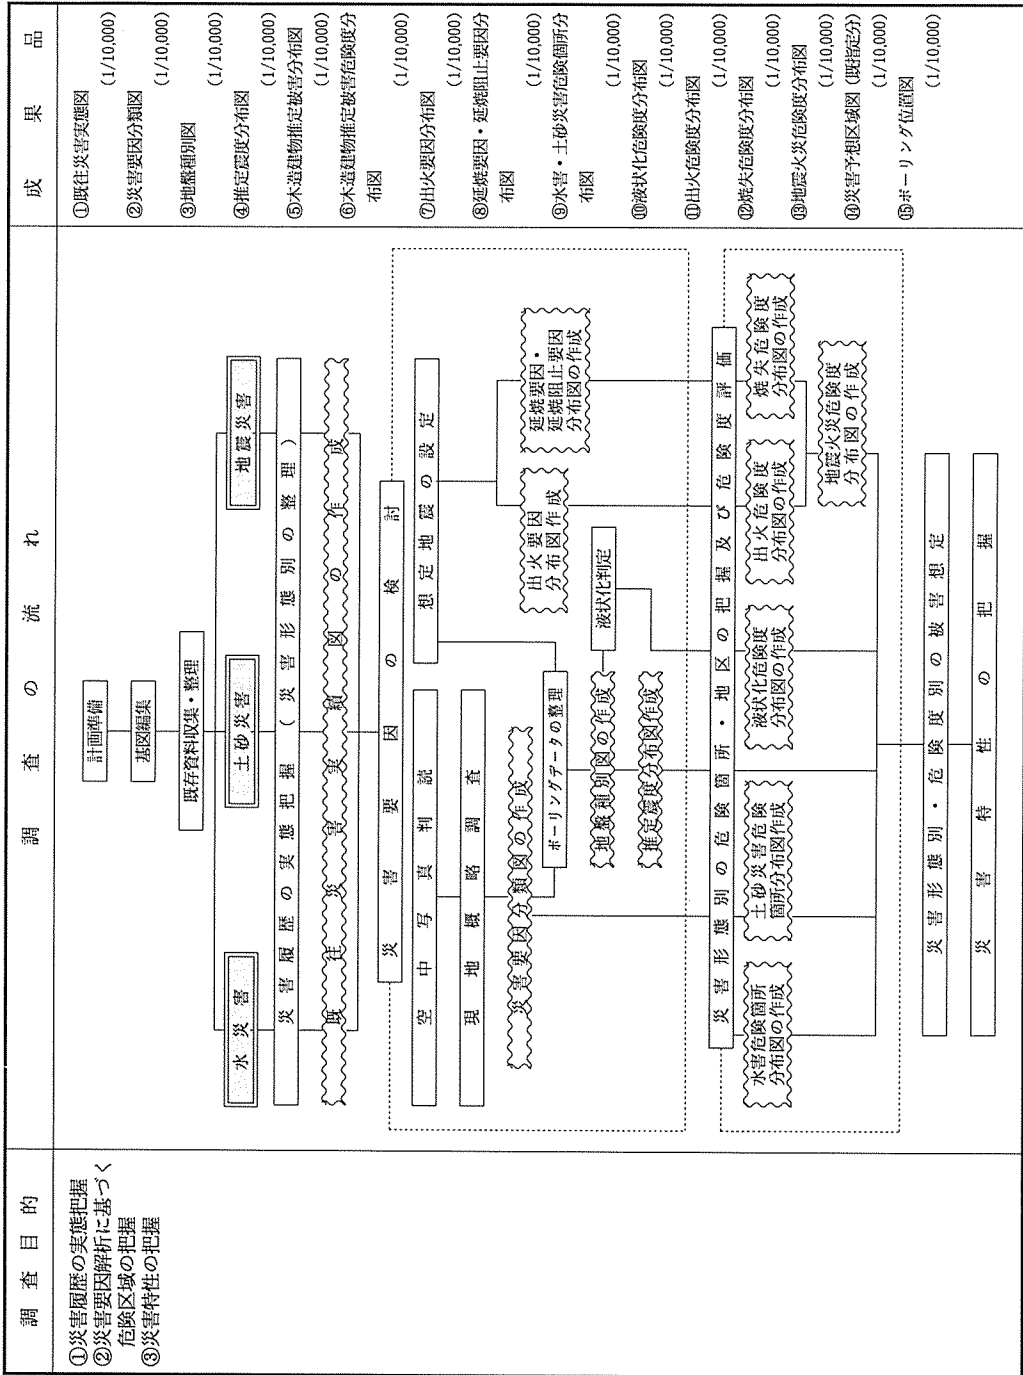 調査目的
①災害履歴の実態把握
②災害要因解析に基づく
危険区域の把握
③災害特性の把握
調査の流れ
計画準備
基図編集
既存資料収集・整理
水災害
土砂災害
地震災害
災害履歴の実態把握(災害形態別の整理)
既往災害実績図の作成
災害要因の検討
空中写真判読
想定地震の設定
現地概略調査
災害要因分類図の作成
出火要因
分布図作成
延焼要因・
延焼阻止要因
分布図の作成
ボーリングデータの整理
地盤種別図の作成
液状化判定
推定震度分布図作成
災害形態別の危険箇所・地区の把握及び危険度評価
水害危険箇所
分布図の作成
土砂災害危険
箇所分布図作成
液状化危険度
分布図の作成
出火危険度
分布図の作成
焼失危険度
分布図の作成
地震火災危険度
分布図の作成
災害形態別・危険度別の被害想定
災害特性の把握
成果品
①既往災害実態図
(1/10,000)
②災害要因分類図
(1/10,000)
③地盤種別図
(1/10,000)
④推定震度分布図
(1/10,000)
⑤木造建物推定被害分布図
(1/10,000)
⑥木造建物推定被害危険度分
布図
(1/10,000)
⑦出火要因分布図
(1/10,000)
⑧延焼要因・延焼阻止要因分
布図
(1/10,000)
⑨水害・土砂災害危険個所分
布図
(1/10,000)
⑩液状化危険度分布図
(1/10,000)
⑪出火危険度分布図
(1/10,000)
⑫焼失危険度分布図
(1/10,000)
⑬地震火災危険度分布図
(1/10,000)
⑭災害予想区域図(既指定分)
(1/10,000)
⑮ボーリング位置図
(1/10,000)